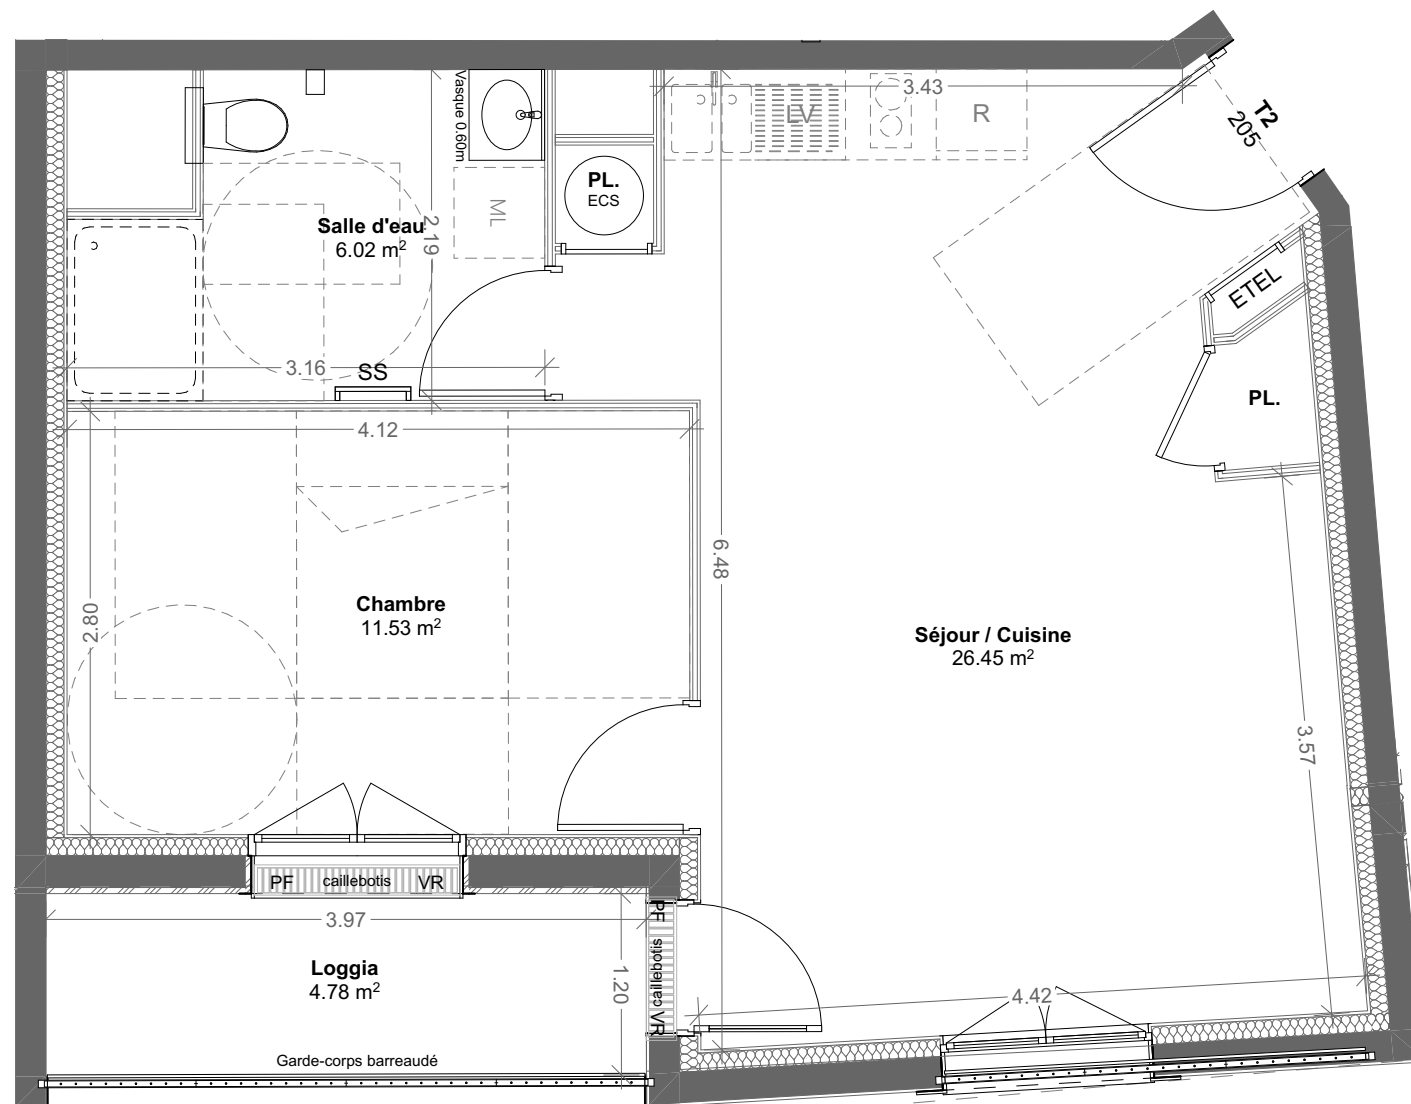 Vasque 0.60m
3.43
LV
R
T2
205
PL.
ECS
ML
Salle d'eau
6.02 m²
2.19
ETEL
3.16
SS
PL.
4.12
6.48
2.80
Chambre
11.53 m²
Séjour / Cuisine
26.45 m²
3.57
PF
caillebotis
VR
3.97
PF
caillebotis
VR
Loggia
4.78 m²
1.20
4.42
Garde-corps barreaudé